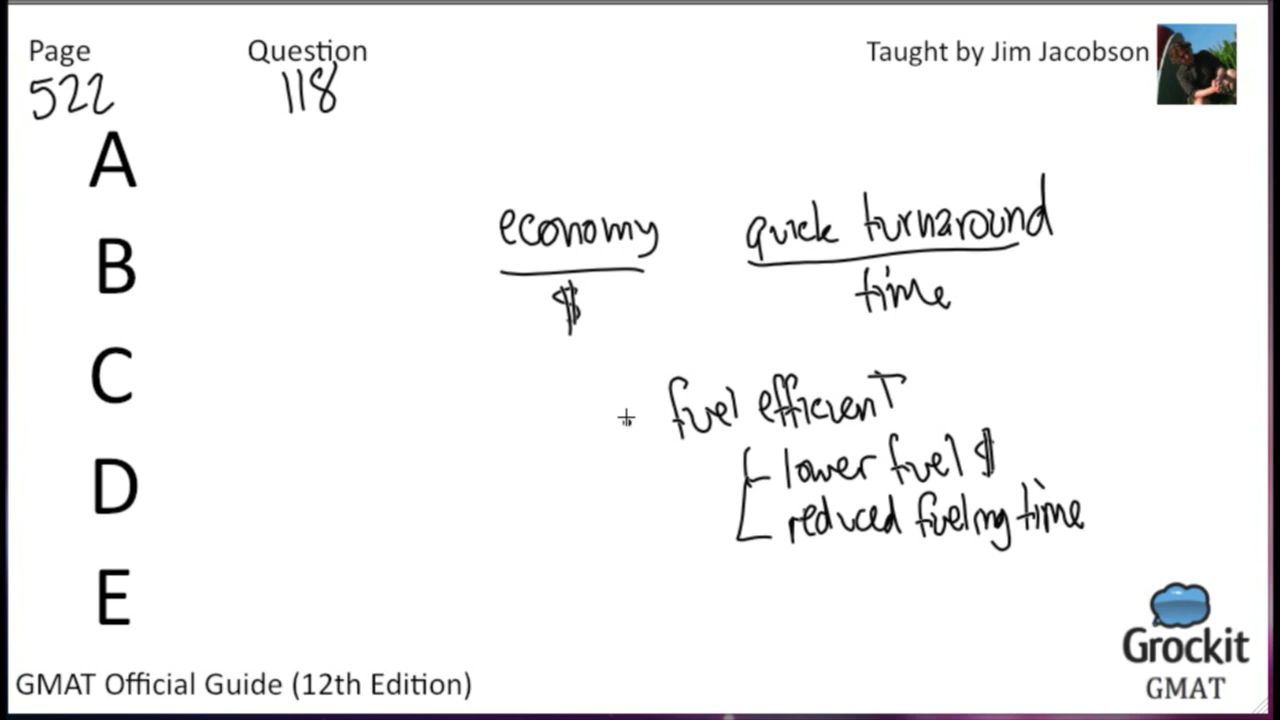 Page Question Taught by Jim Jacobson
522 118
A
economy quick turnaround
B
$ time
C
fuel efficient
lower fuel $
D
reduced fueling time
E
Grockit
GMAT
GMAT Official Guide (12th Edition)